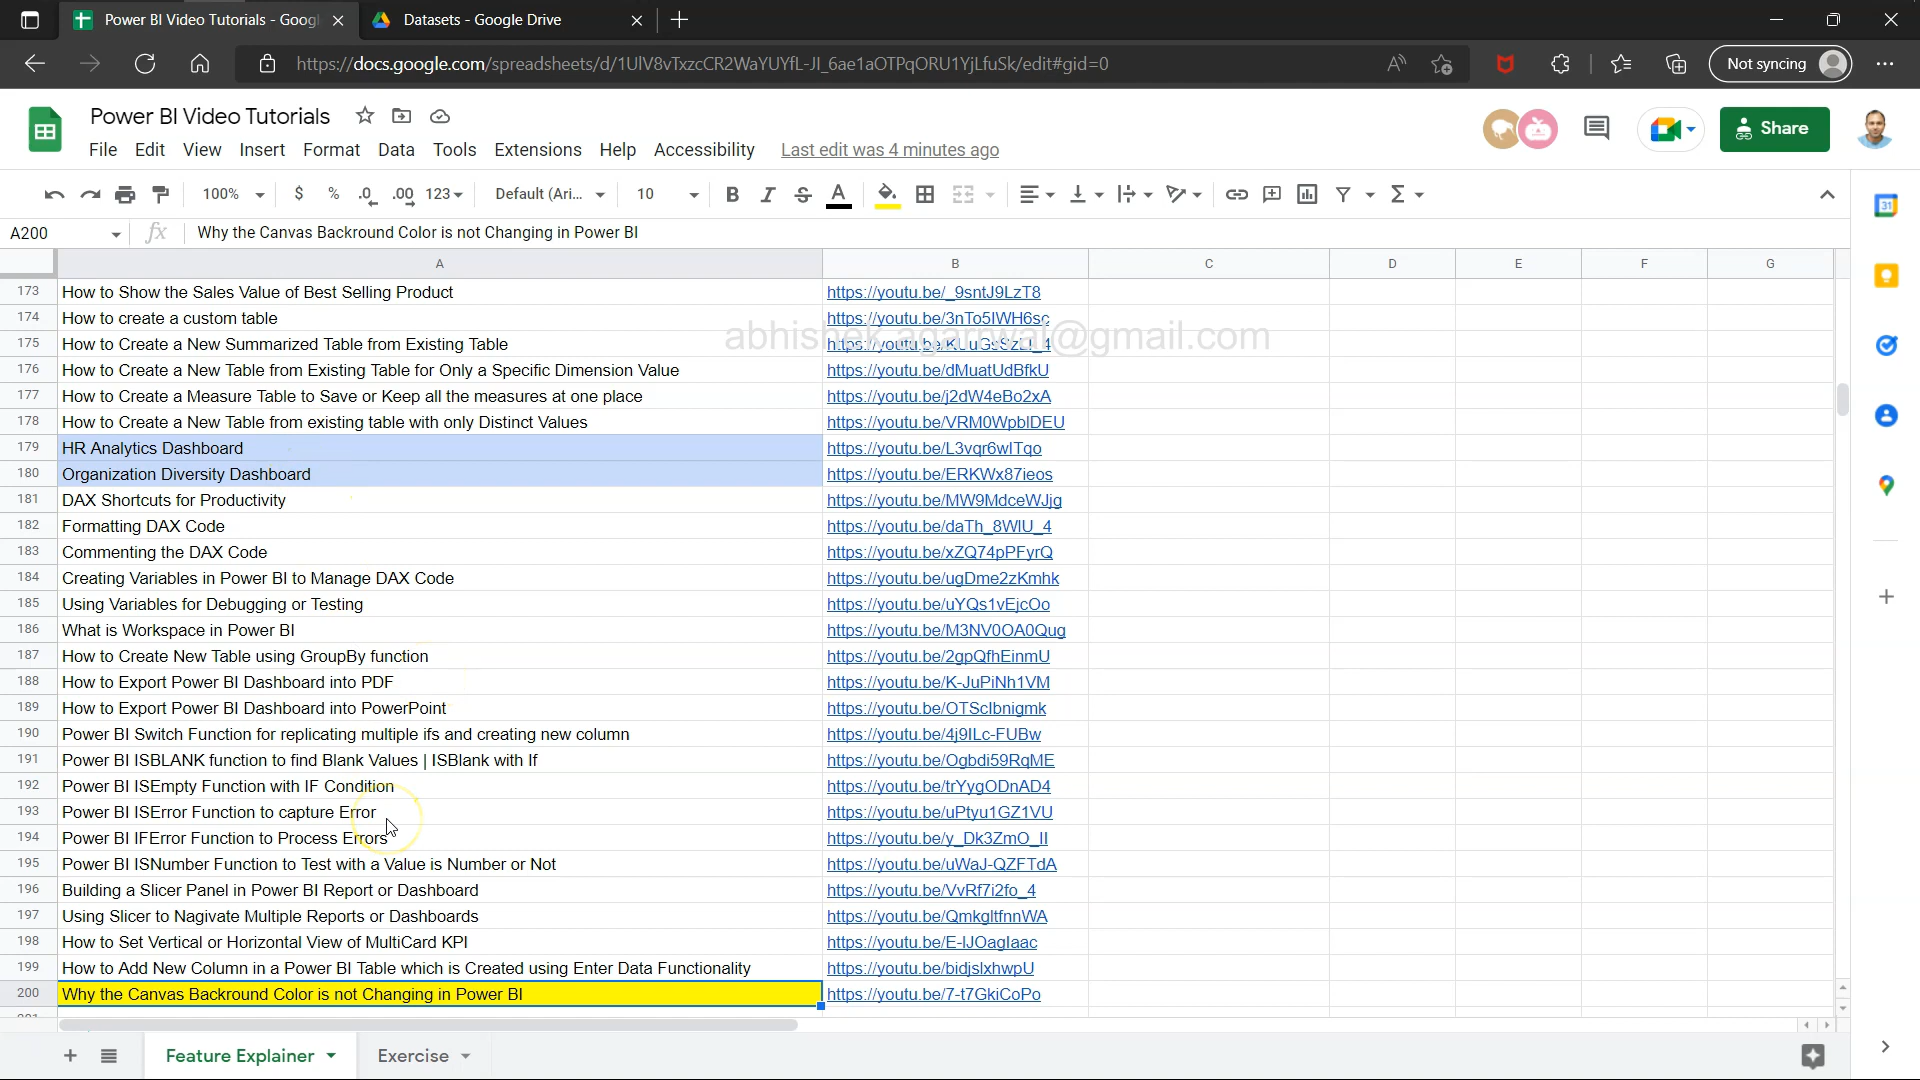 Power BI Video Tutorials - Googl
Datasets - Google Drive
https://docs.google.com/spreadsheets/d/1UlV8vTxzcCR2WaYUYfL-JI_6ae1aOTPqORU1YjLfuSk/edit#gid=0
Not syncing
Power BI Video Tutorials
File Edit View Insert Format Data Tools Extensions Help Accessibility Last edit was 4 minutes ago
Share
100% $ % .0 .00 123 Default (Ari... 10 B I S A Σ
A200 fx Why the Canvas Backround Color is not Changing in Power BI
A B C D E F G
173 How to Show the Sales Value of Best Selling Product https://youtu.be/_9sntJ9LzT8
174 How to create a custom table https://youtu.be/3nTo5IWH6sc
abhishek.agarrwal@gmail.com
175 How to Create a New Summarized Table from Existing Table
176 How to Create a New Table from Existing Table for Only a Specific Dimension Value https://youtu.be/dMuatUdBfkU
177 How to Create a Measure Table to Save or Keep all the measures at one place https://youtu.be/j2dW4eBo2xA
178 How to Create a New Table from existing table with only Distinct Values https://youtu.be/VRM0WpbIDEU
179 HR Analytics Dashboard https://youtu.be/L3vqr6wITqo
180 Organization Diversity Dashboard https://youtu.be/ERKWx87ieos
181 DAX Shortcuts for Productivity https://youtu.be/MW9MdceWJjg
182 Formatting DAX Code https://youtu.be/daTh_8WIU_4
183 Commenting the DAX Code https://youtu.be/xZQ74pPFyrQ
184 Creating Variables in Power BI to Manage DAX Code https://youtu.be/ugDme2zKmhk
185 Using Variables for Debugging or Testing https://youtu.be/uYQs1vEjcOo
186 What is Workspace in Power BI https://youtu.be/M3NV0OA0Qug
187 How to Create New Table using GroupBy function https://youtu.be/2gpQfhEinmU
188 How to Export Power BI Dashboard into PDF https://youtu.be/K-JuPiNh1VM
189 How to Export Power BI Dashboard into PowerPoint https://youtu.be/OTScIbnigmk
190 Power BI Switch Function for replicating multiple ifs and creating new column https://youtu.be/4j9ILc-FUBw
191 Power BI ISBLANK function to find Blank Values | ISBlank with If https://youtu.be/Ogbdi59RqME
192 Power BI ISEmpty Function with IF Condition https://youtu.be/trYygODnAD4
193 Power BI ISError Function to capture Error https://youtu.be/uPtyu1GZ1VU
194 Power BI IFError Function to Process Errors https://youtu.be/y_Dk3ZmO_II
195 Power BI ISNumber Function to Test with a Value is Number or Not https://youtu.be/uWaJ-QZFTdA
196 Building a Slicer Panel in Power BI Report or Dashboard https://youtu.be/VvRf7i2fo_4
197 Using Slicer to Nagivate Multiple Reports or Dashboards https://youtu.be/QmkgltfnnWA
198 How to Set Vertical or Horizontal View of MultiCard KPI https://youtu.be/E-IJOaglaac
199 How to Add New Column in a Power BI Table which is Created using Enter Data Functionality https://youtu.be/bidjslxhwpU
200 Why the Canvas Backround Color is not Changing in Power BI https://youtu.be/7-t7GkiCoPo
Feature Explainer Exercise